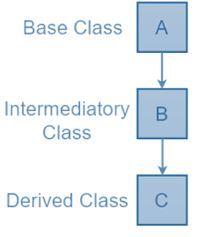 Base Class
A
Intermediatory
Class
B
Derived Class
C